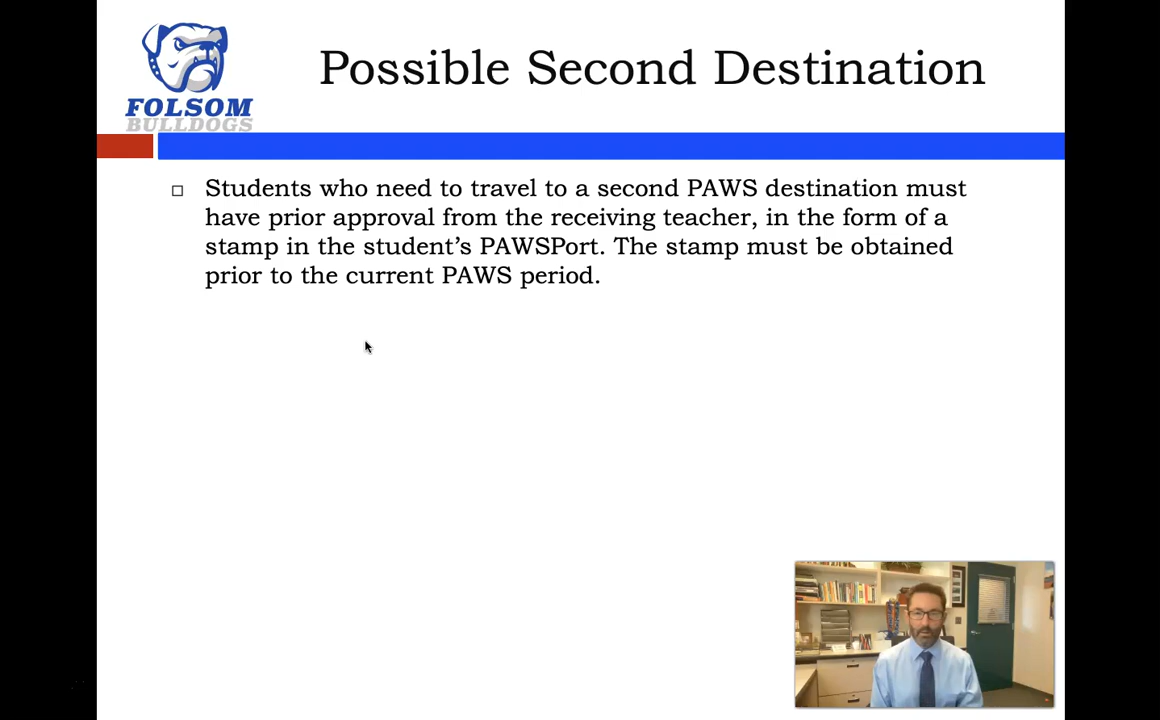 FOLSOM
BULLDOGS
Possible Second Destination
Students who need to travel to a second PAWS destination must
have prior approval from the receiving teacher, in the form of a
stamp in the student’s PAWSPort. The stamp must be obtained
prior to the current PAWS period.